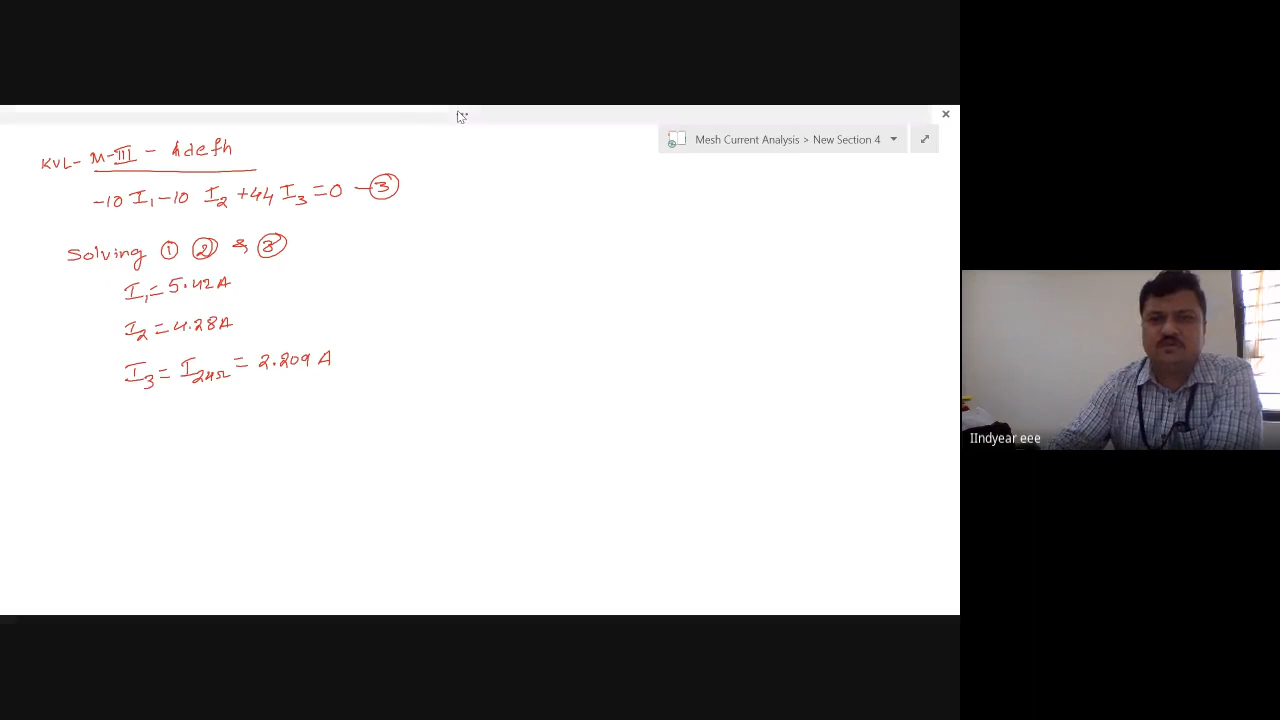 Mesh Current Analysis > New Section 4
KVL- M-III - hdefh
-10 I₁ -10 I₂ +44 I₃ = 0 - ③
Solving ① ② & ③
I₁ = 5.42A
I₂ = 4.28A
I₃ = I₂₄Ω = 2.209 A
IIndyear eee